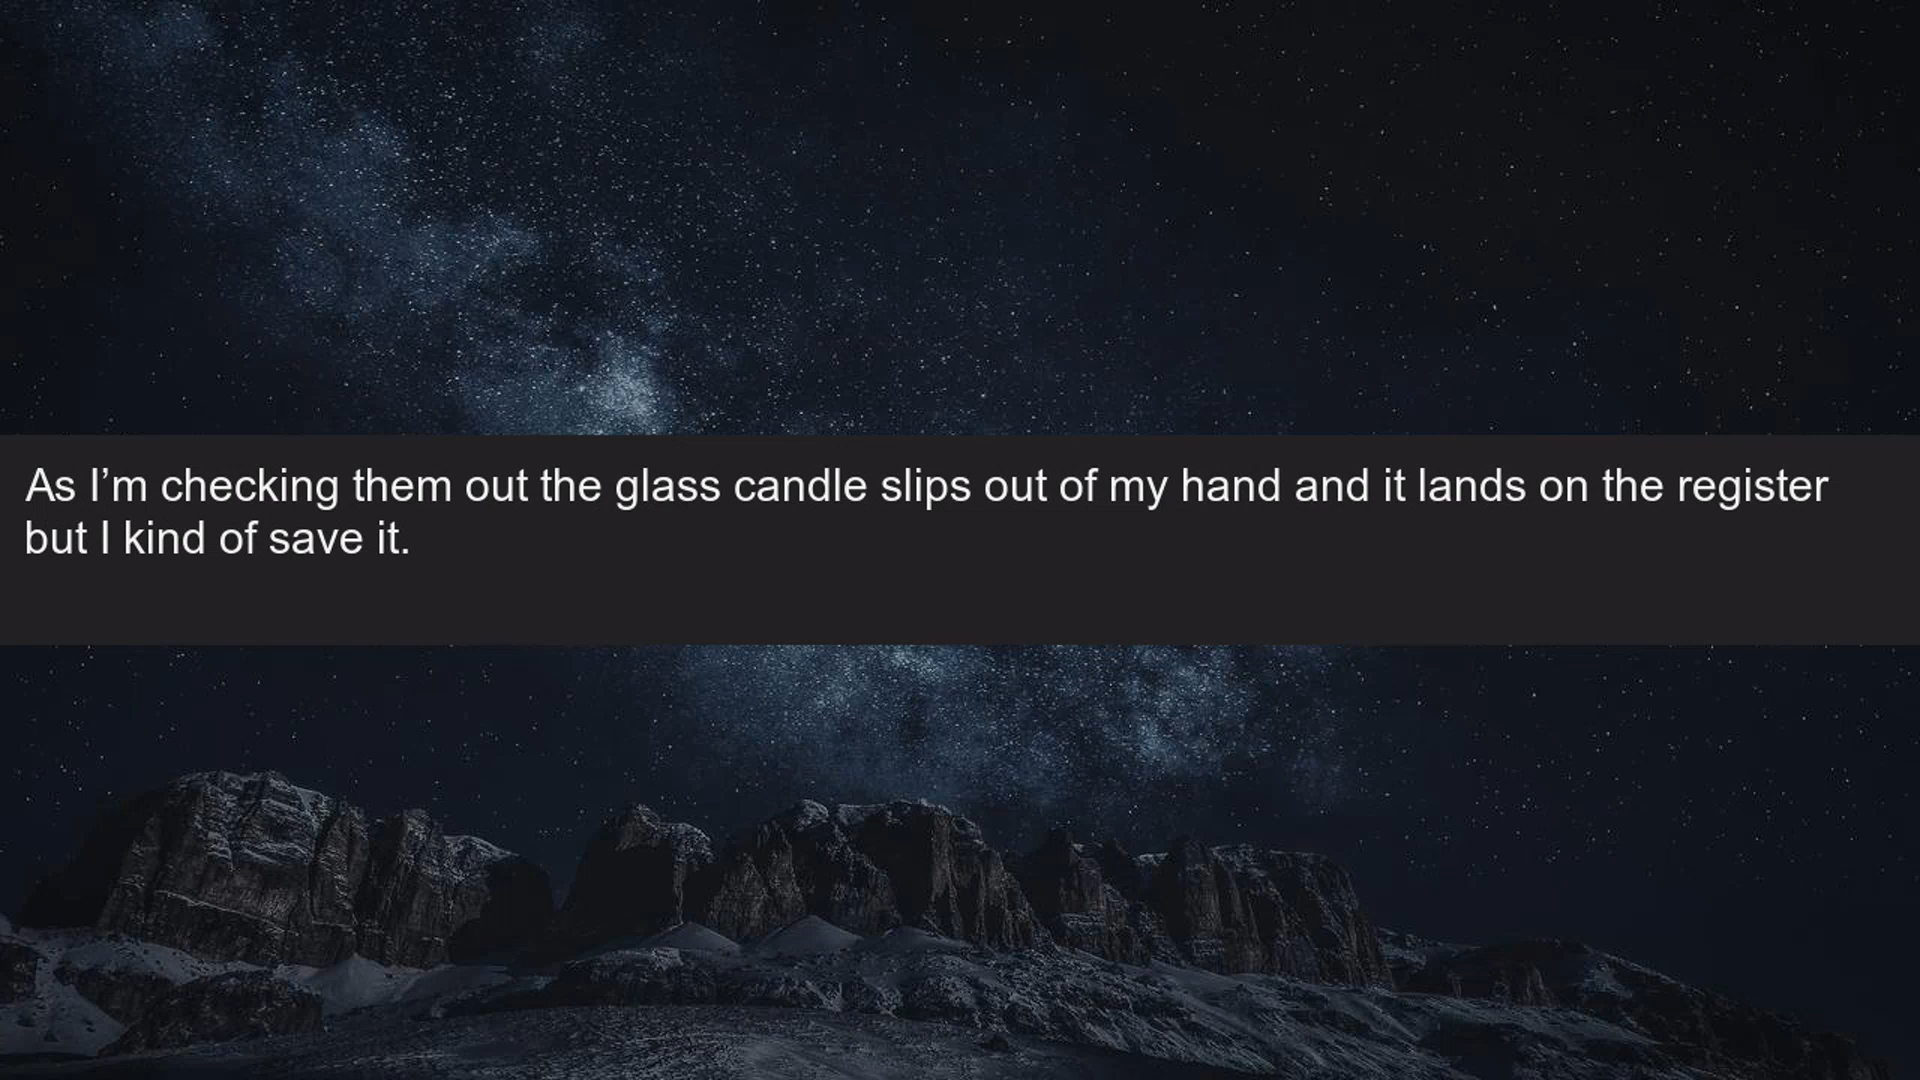 As I’m checking them out the glass candle slips out of my hand and it lands on the register
but I kind of save it.